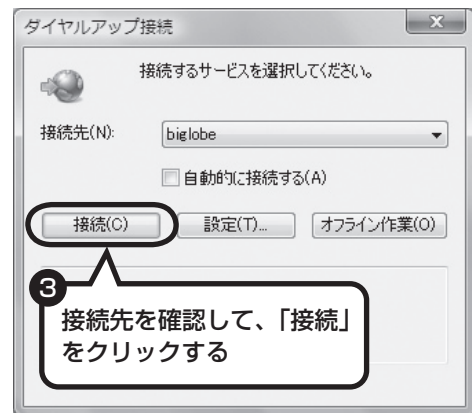 ダイヤルアップ接続
接続するサービスを選択してください。
接続先(N): biglobe
自動的に接続する(A)
接続(C) 設定(T)... オフライン作業(O)
3
接続先を確認して、「接続」
をクリックする